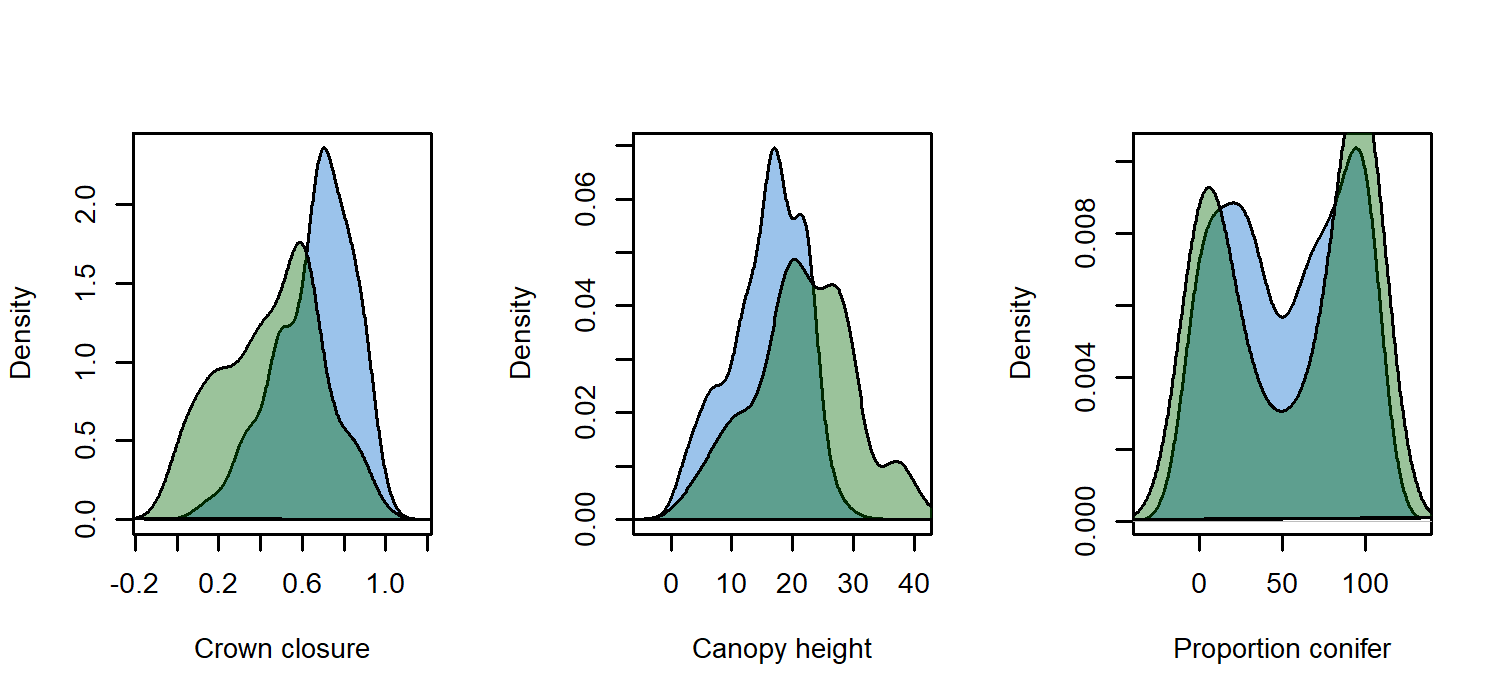 Density
0.0 0.5 1.0 1.5 2.0
-0.2 0.2 0.6 1.0
Crown closure
Density
0.00 0.02 0.04 0.06
0 10 20 30 40
Canopy height
Density
0.000 0.004 0.008
0 50 100
Proportion conifer